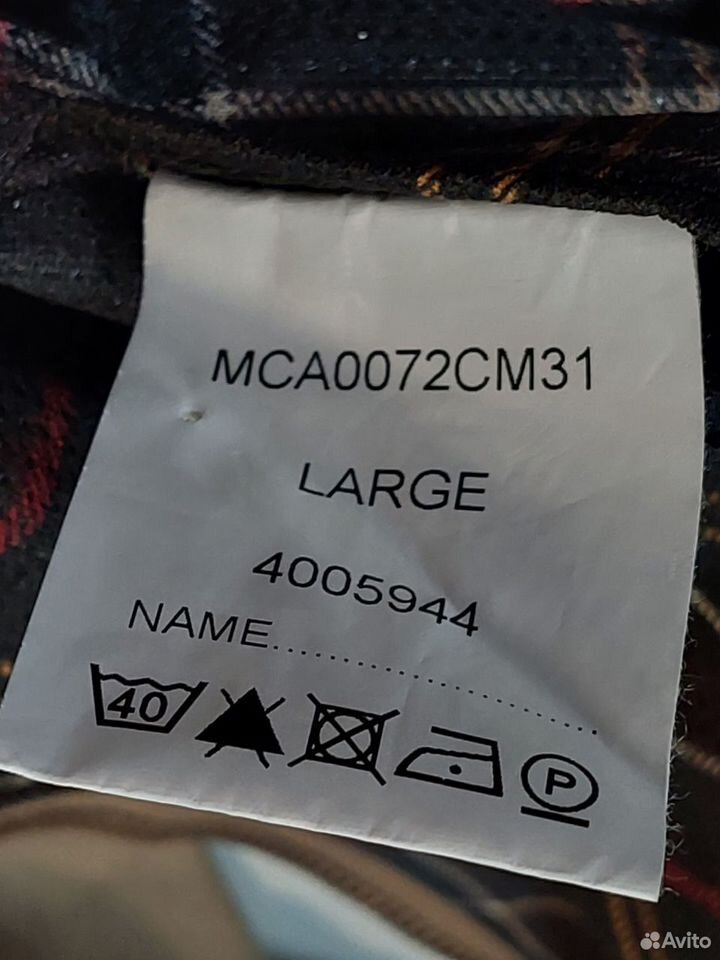 MCA0072CM31
LARGE
4005944
NAME..............................
40
P
Avito